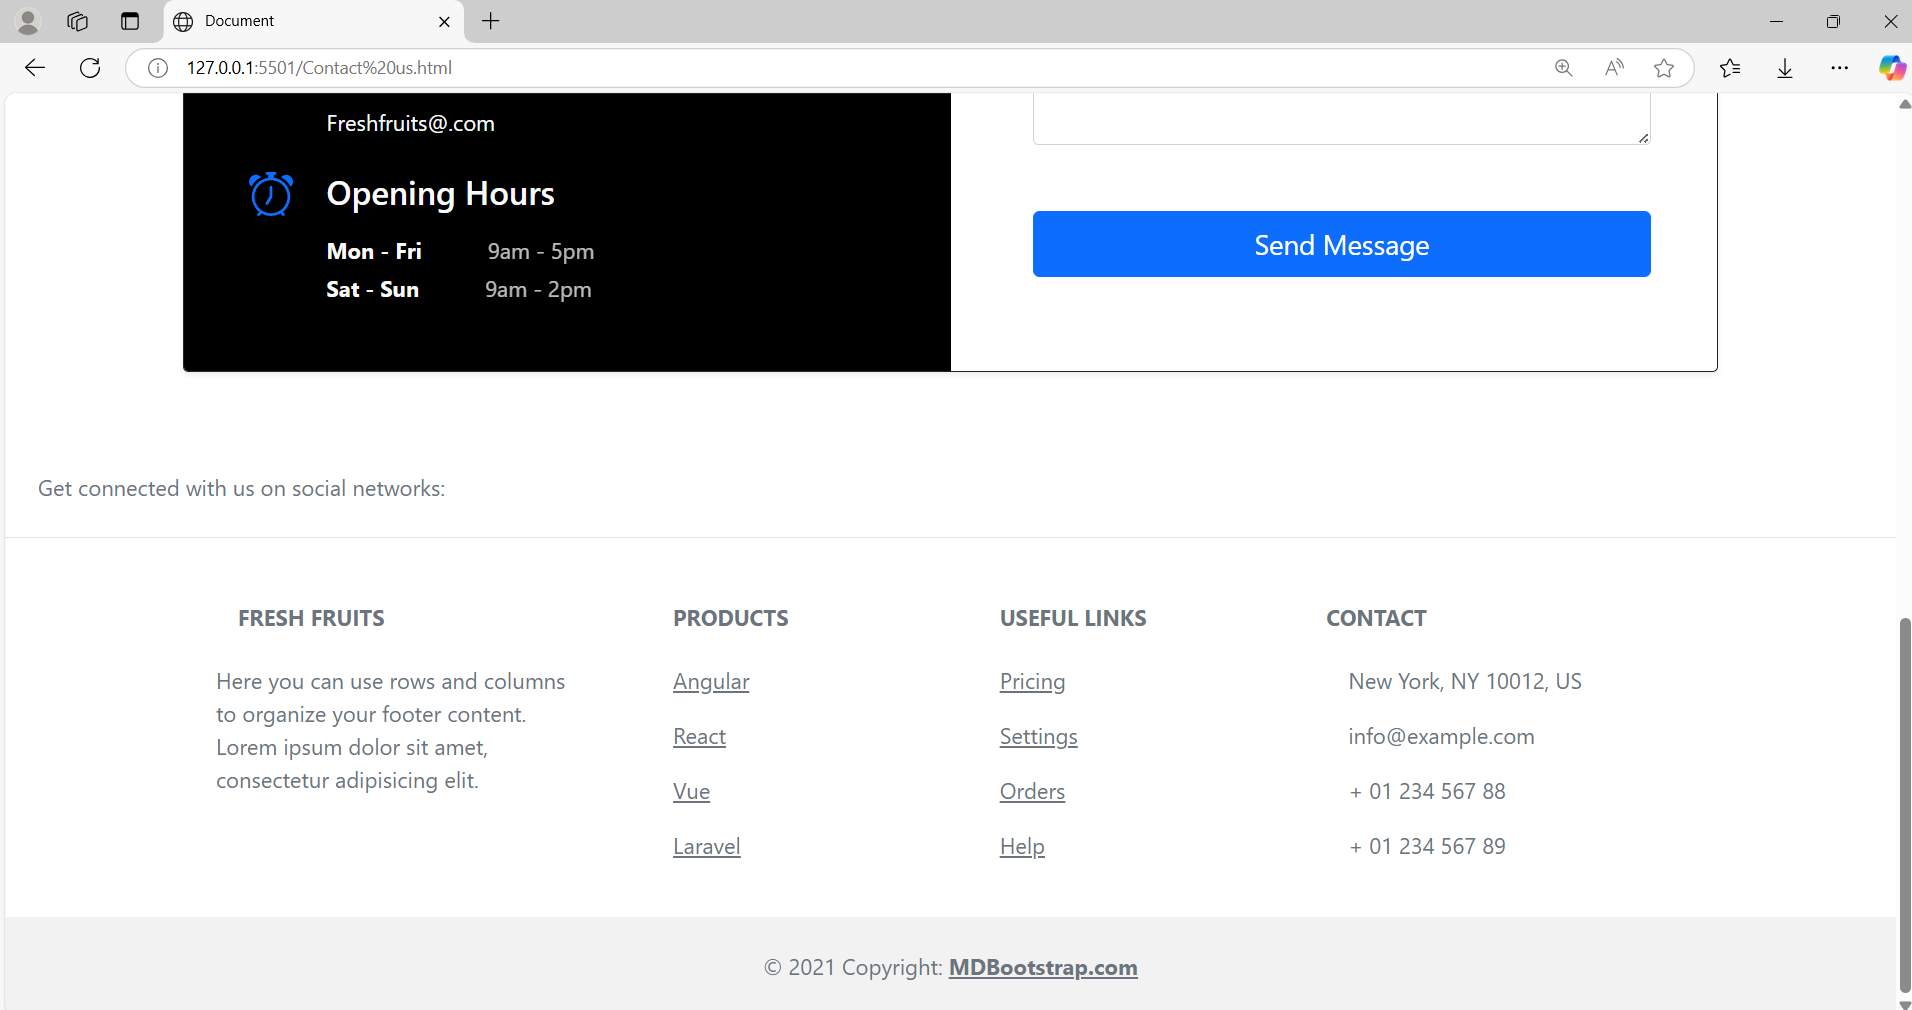 Document
127.0.0.1:5501/Contact%20us.html
Freshfruits@.com
Opening Hours
Mon - Fri 9am - 5pm
Sat - Sun 9am - 2pm
Send Message
Get connected with us on social networks:
FRESH FRUITS
Here you can use rows and columns
to organize your footer content.
Lorem ipsum dolor sit amet,
consectetur adipisicing elit.
PRODUCTS
Angular
React
Vue
Laravel
USEFUL LINKS
Pricing
Settings
Orders
Help
CONTACT
New York, NY 10012, US
info@example.com
+ 01 234 567 88
+ 01 234 567 89
© 2021 Copyright: MDBootstrap.com